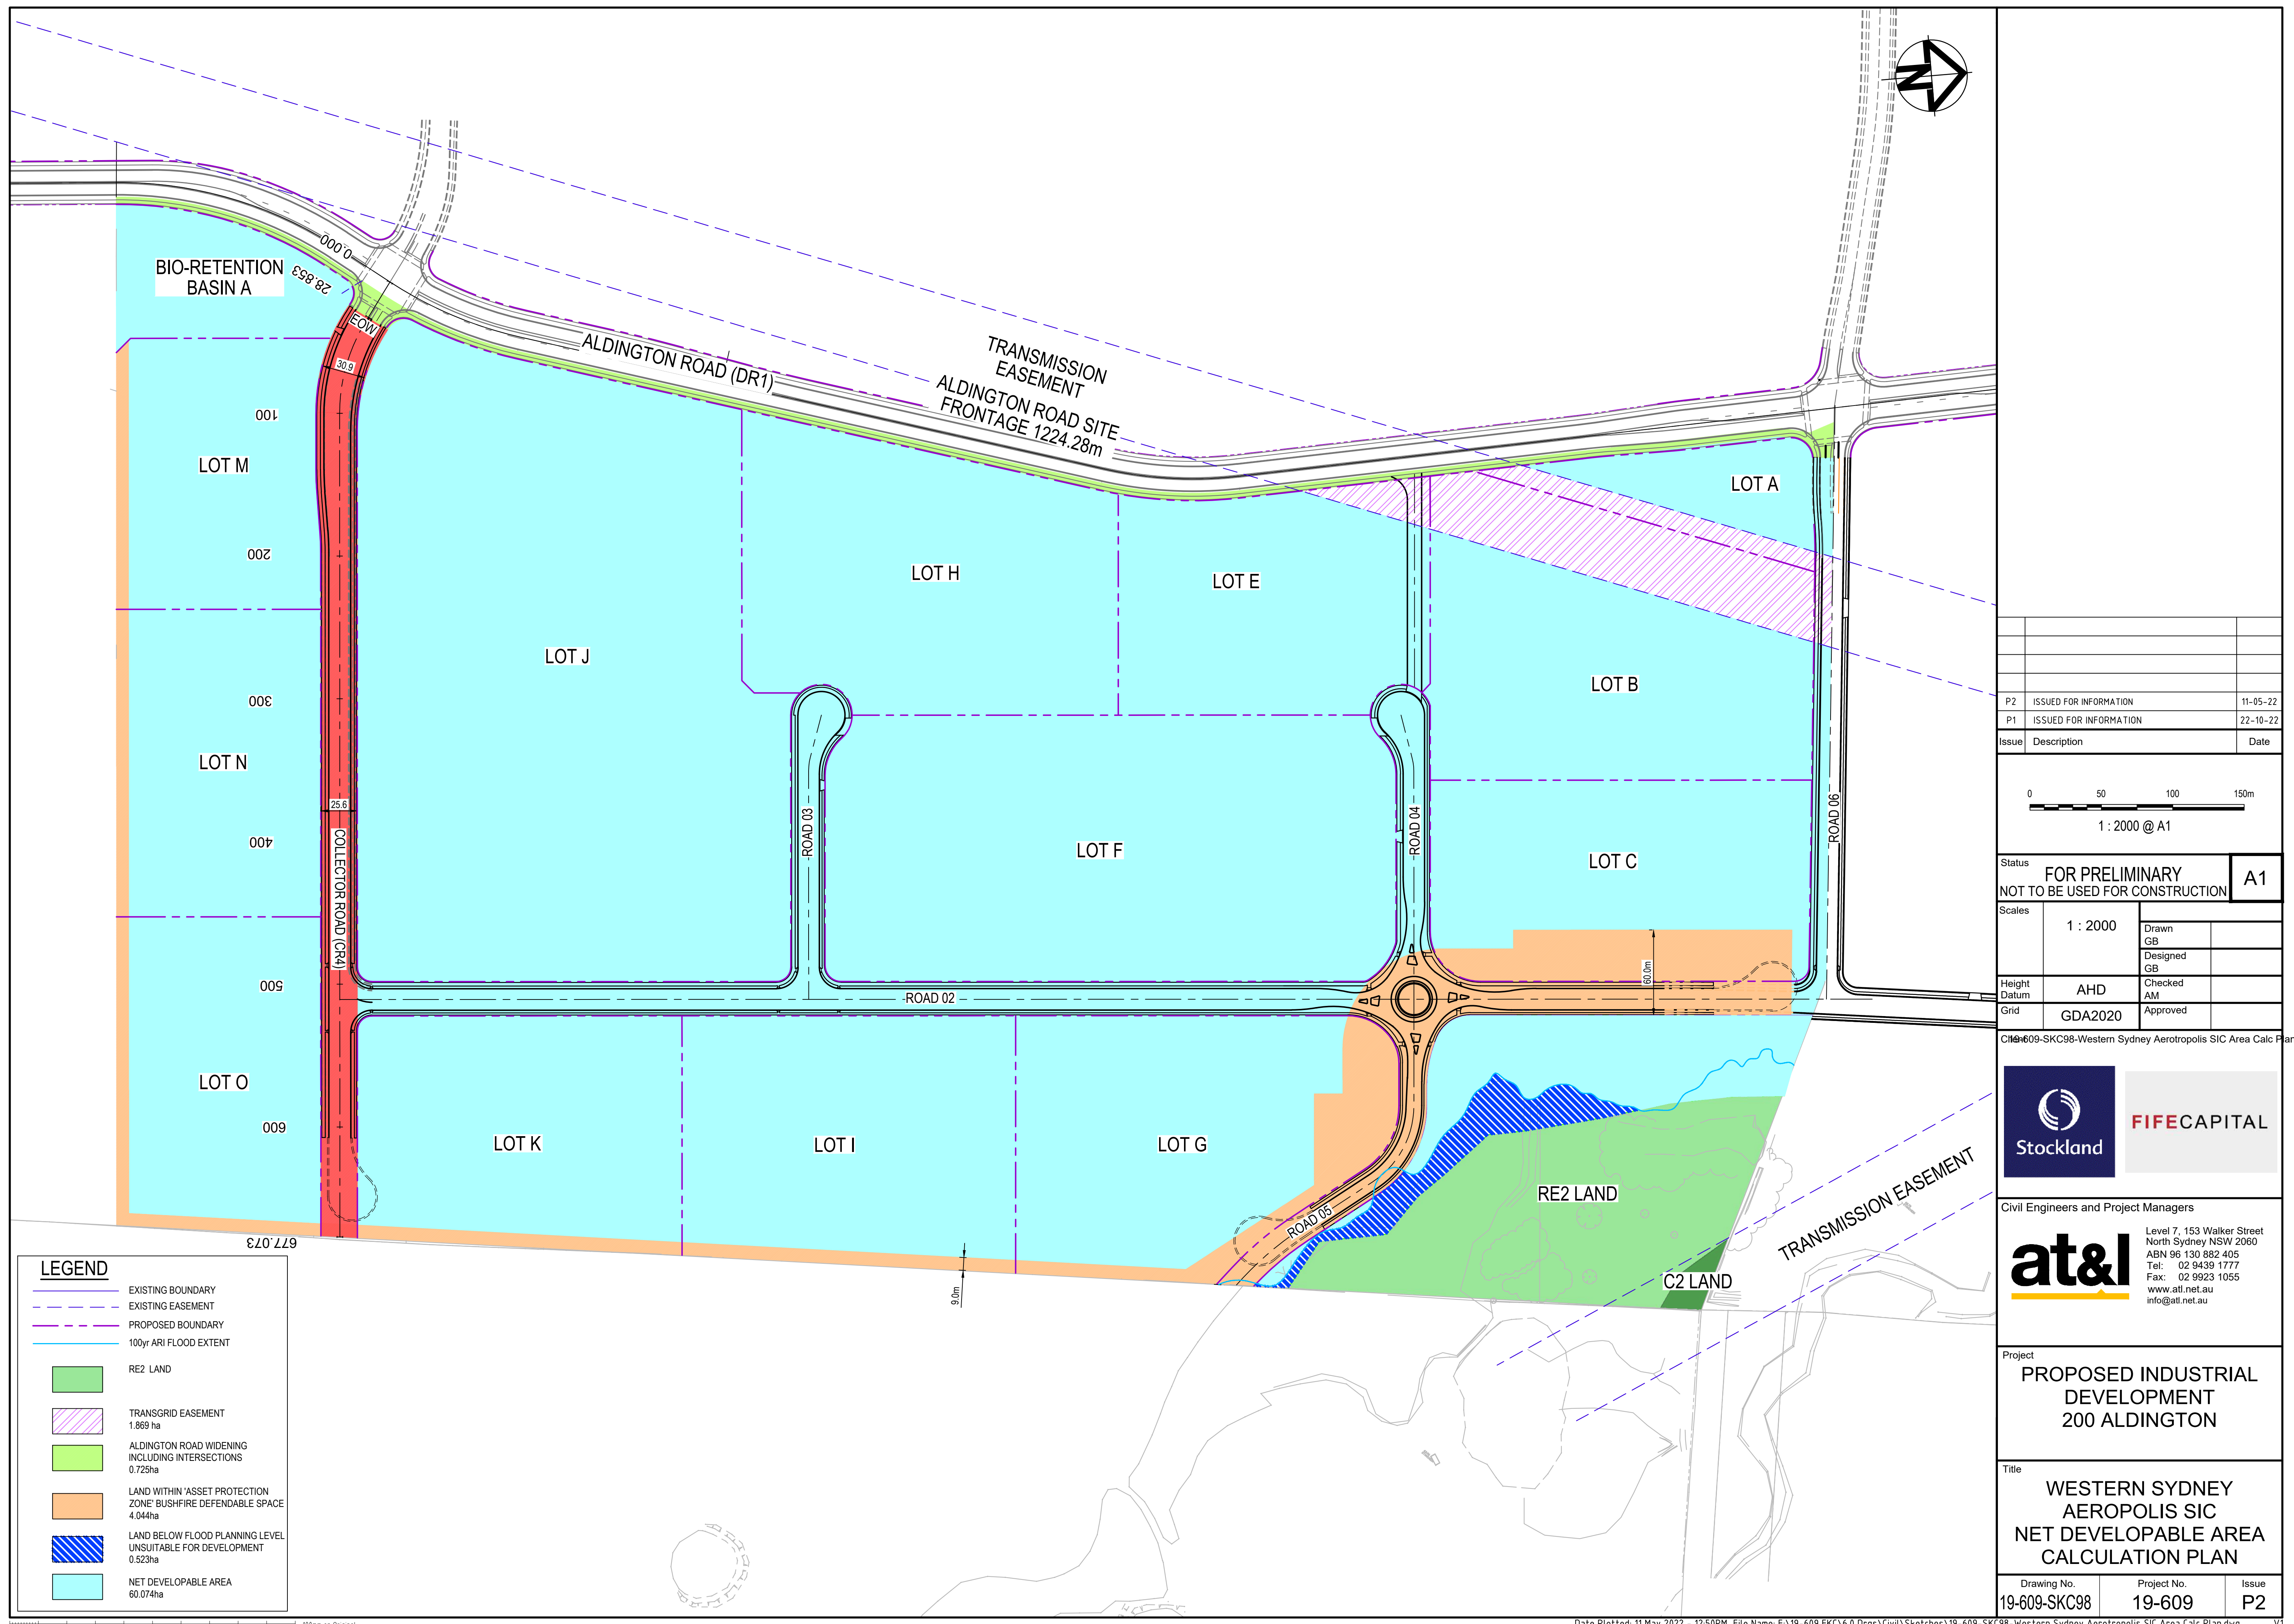 BIO-RETENTION
BASIN A
0.000
28.853
EOW
30.9
ALDINGTON ROAD (DR1)
TRANSMISSION
EASEMENT
ALDINGTON ROAD SITE
FRONTAGE 1224.28m
N
LOT A
LOT M
100
200
LOT H
LOT E
LOT J
LOT B
300
LOT N
25.6
400
COLLECTOR ROAD (CR4)
ROAD 03
LOT F
ROAD 04
LOT C
ROAD 06
500
ROAD 02
60.0m
LOT O
600
LOT K
LOT I
LOT G
RE2 LAND
ROAD 05
TRANSMISSION EASEMENT
C2 LAND
677.073
9.0m
LEGEND
EXISTING BOUNDARY
EXISTING EASEMENT
PROPOSED BOUNDARY
100yr ARI FLOOD EXTENT
RE2 LAND
TRANSGRID EASEMENT
1.869 ha
ALDINGTON ROAD WIDENING
INCLUDING INTERSECTIONS
0.725ha
LAND WITHIN 'ASSET PROTECTION
ZONE' BUSHFIRE DEFENDABLE SPACE
4.044ha
LAND BELOW FLOOD PLANNING LEVEL
UNSUITABLE FOR DEVELOPMENT
0.523ha
NET DEVELOPABLE AREA
60.074ha
P2 ISSUED FOR INFORMATION 11-05-22
P1 ISSUED FOR INFORMATION 22-10-22
Issue Description Date
0 50 100 150m
1 : 2000 @ A1
Status
FOR PRELIMINARY
NOT TO BE USED FOR CONSTRUCTION
A1
Scales
1 : 2000
Drawn
GB
Designed
GB
Height
Datum
AHD
Checked
AM
Grid
GDA2020
Approved
19-609-SKC98-Western Sydney Aerotropolis SIC Area Calc Plan
Stockland
FIFECAPITAL
Civil Engineers and Project Managers
at&l
Level 7, 153 Walker Street
North Sydney NSW 2060
ABN 96 130 882 405
Tel: 02 9439 1777
Fax: 02 9923 1055
www.atl.net.au
info@atl.net.au
Project
PROPOSED INDUSTRIAL
DEVELOPMENT
200 ALDINGTON
Title
WESTERN SYDNEY
AEROPOLIS SIC
NET DEVELOPABLE AREA
CALCULATION PLAN
Drawing No.
19-609-SKC98
Project No.
19-609
Issue
P2